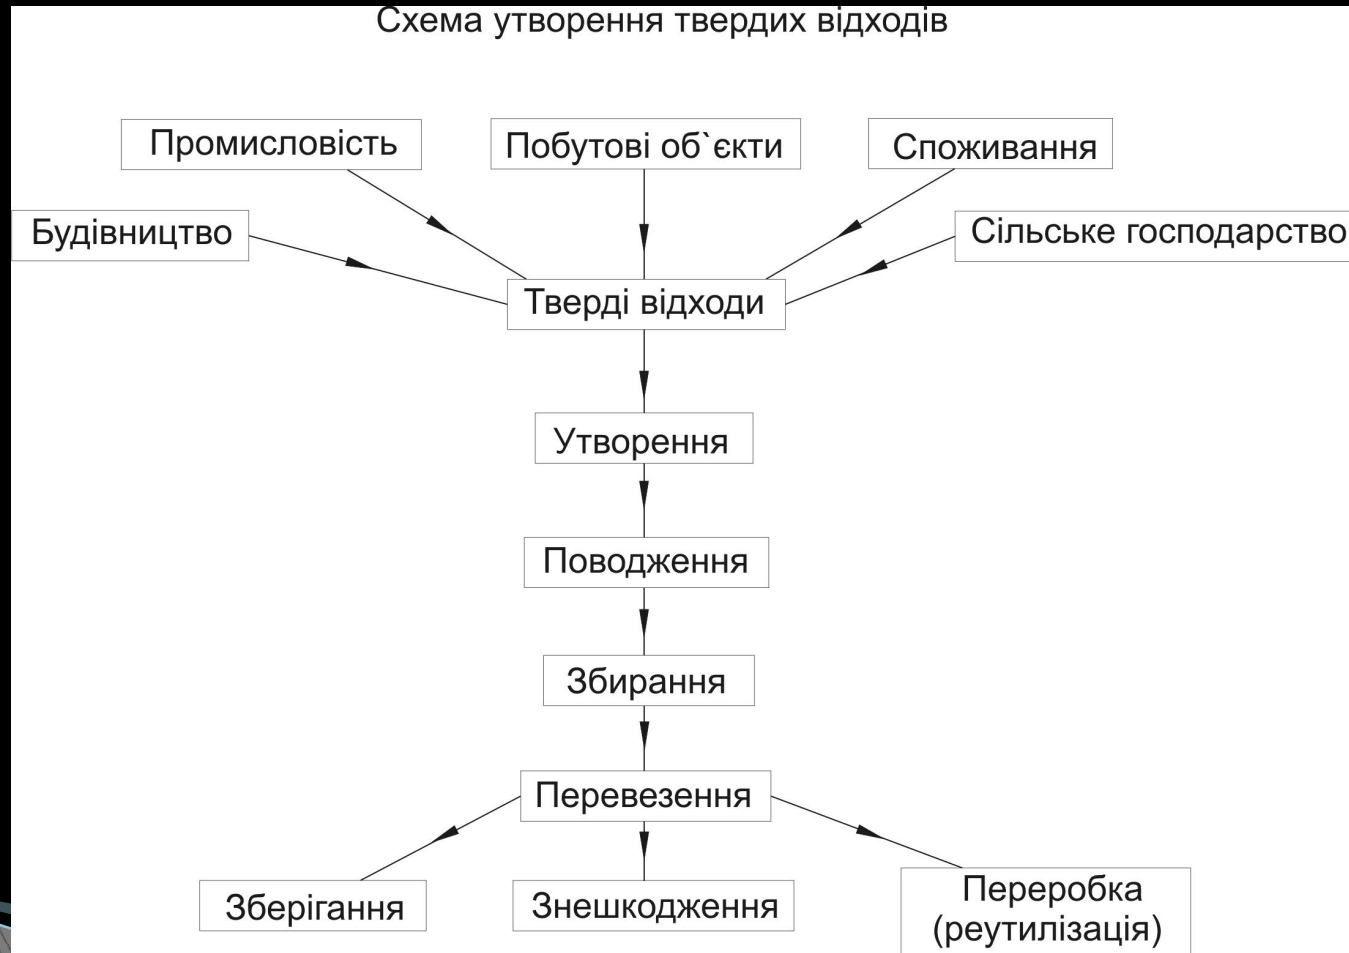 Схема утворення твердих відходів
Промисловість
Побутові об`єкти
Споживання
Будівництво
Сільське господарство
Тверді відходи
Утворення
Поводження
Збирання
Перевезення
Зберігання
Знешкодження
Переробка
(реутилізація)